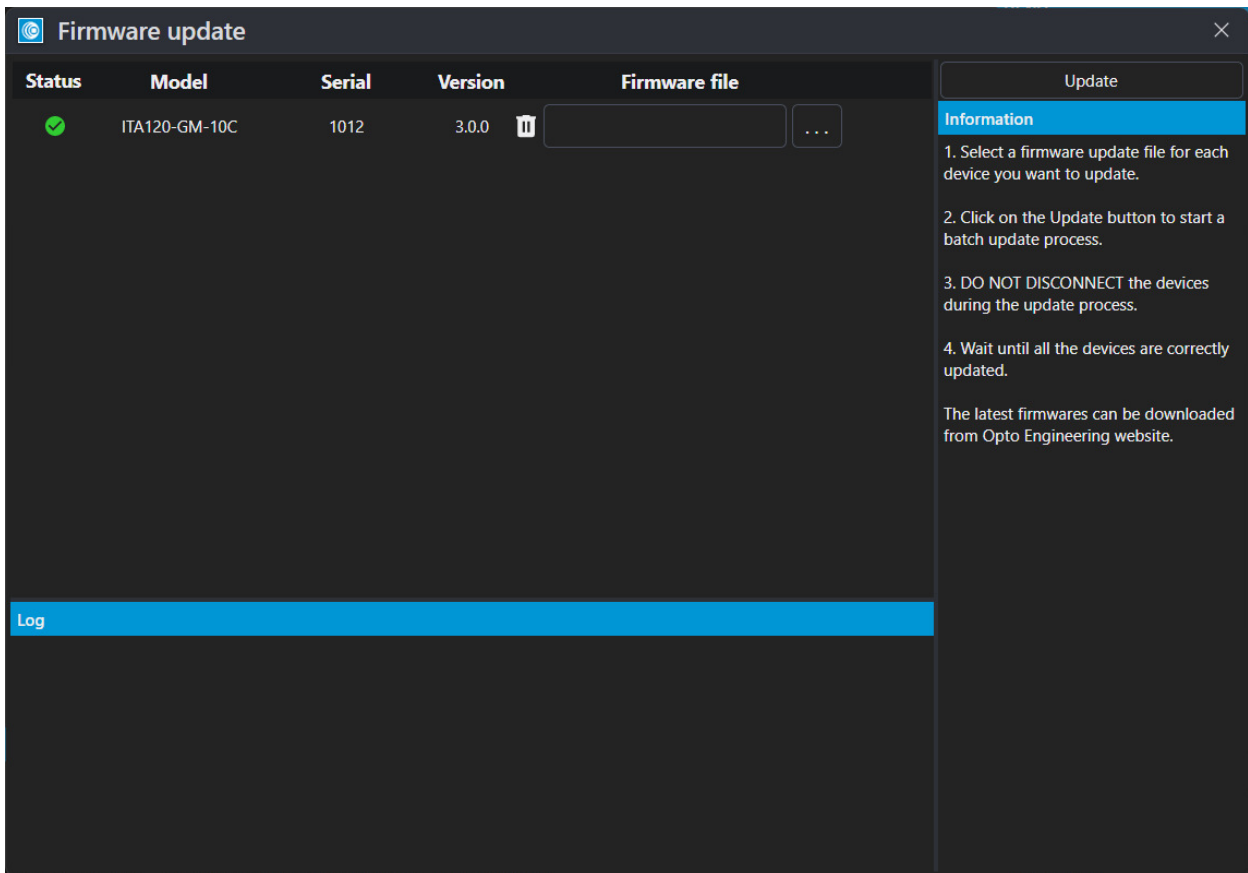 Firmware update
Status Model Serial Version Firmware file
ITA120-GM-10C 1012 3.0.0 ...
Update
Information
1. Select a firmware update file for each
device you want to update.
2. Click on the Update button to start a
batch update process.
3. DO NOT DISCONNECT the devices
during the update process.
4. Wait until all the devices are correctly
updated.
The latest firmwares can be downloaded
from Opto Engineering website.
Log